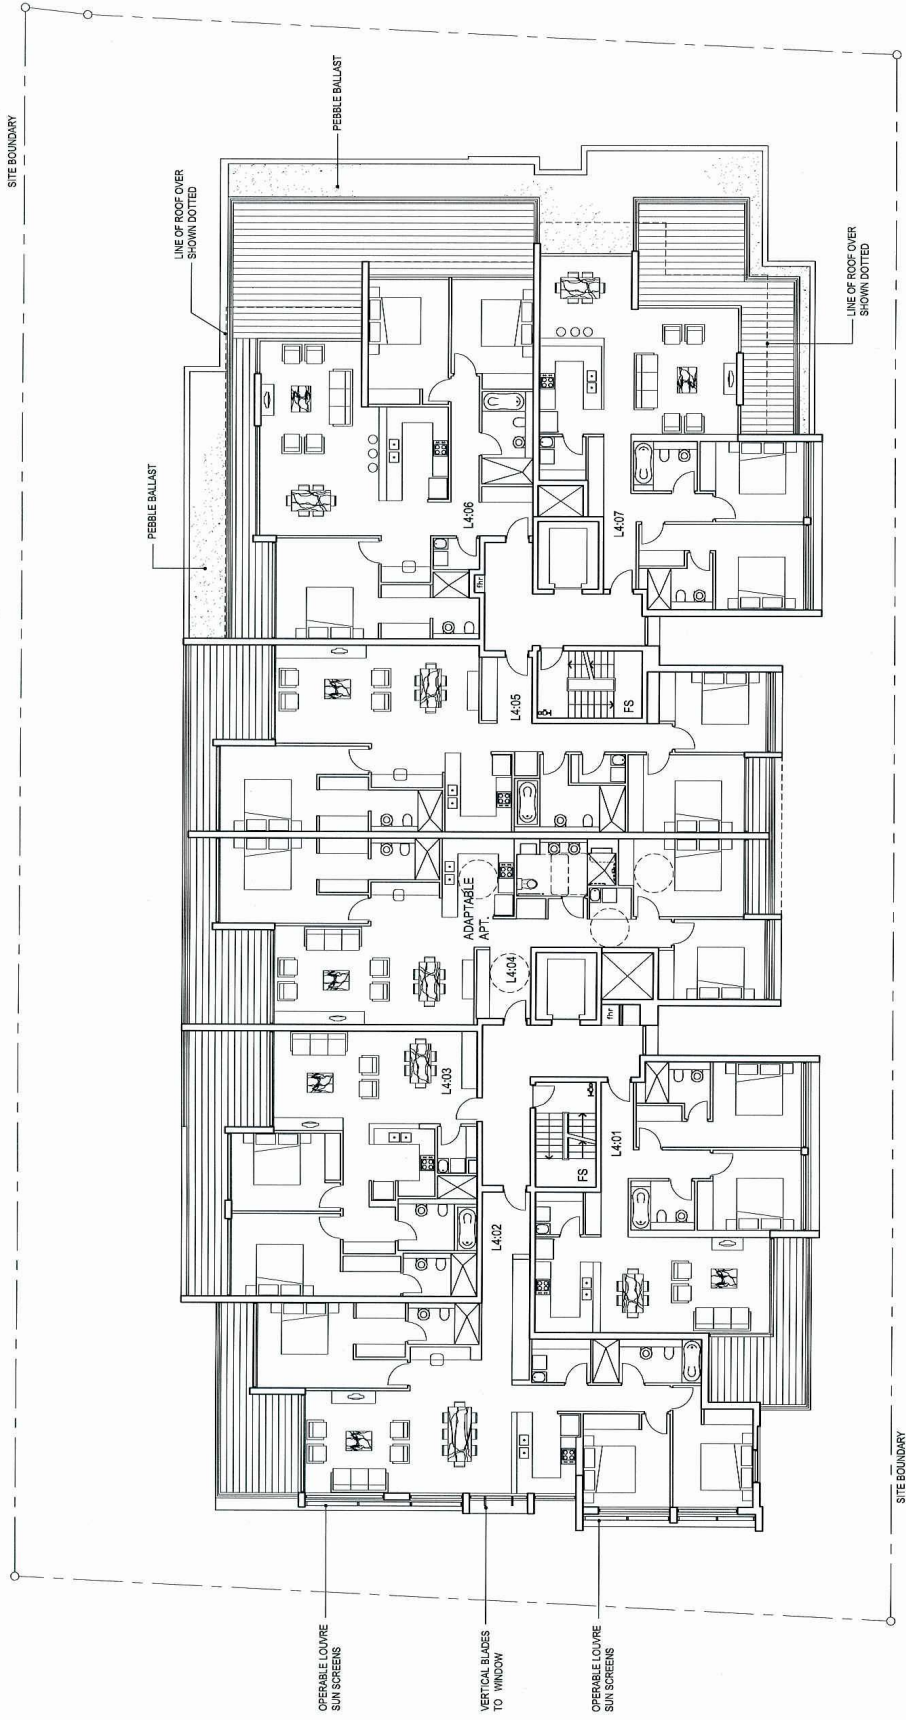 SITE BOUNDARY
PEBBLE BALLAST
LINE OF ROOF OVER
SHOWN DOTTED
PEBBLE BALLAST
LINE OF ROOF OVER
SHOWN DOTTED
L4:06
L4:07
fhr
L4:05
FS
ADAPTABLE
APT.
L4:04
fhr
L4:03
L4:01
FS
L4:02
OPERABLE LOUVRE
SUN SCREENS
VERTICAL BLADES
TO WINDOW
OPERABLE LOUVRE
SUN SCREENS
SITE BOUNDARY